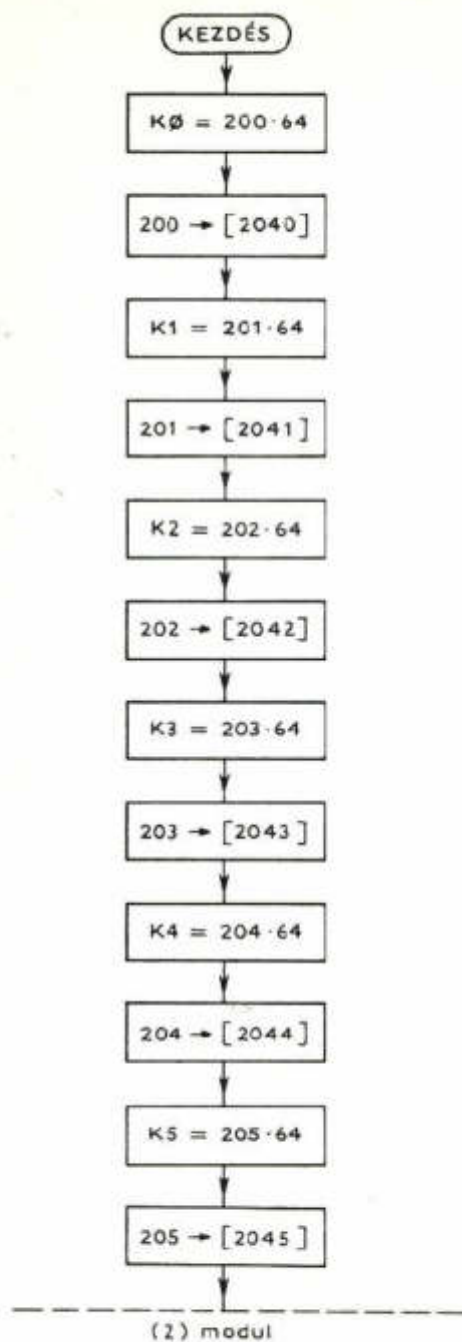 KEZDÉS
KØ = 200·64
200 → [2040]
K1 = 201·64
201 → [2041]
K2 = 202·64
202 → [2042]
K3 = 203·64
203 → [2043]
K4 = 204·64
204 → [2044]
K5 = 205·64
205 → [2045]
(2) modul